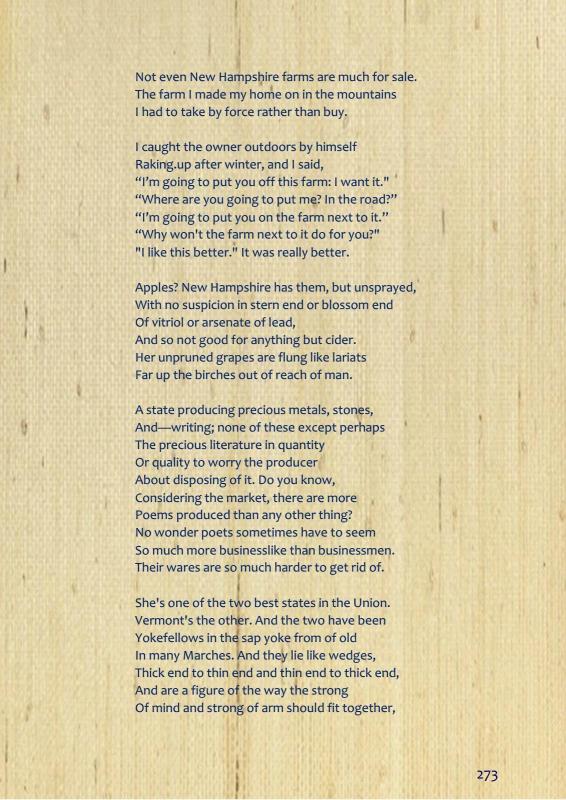 Not even New Hampshire farms are much for sale.
The farm I made my home on in the mountains
I had to take by force rather than buy.
I caught the owner outdoors by himself
Raking.up after winter, and I said,
“I’m going to put you off this farm: I want it."
“Where are you going to put me? In the road?”
“I’m going to put you on the farm next to it.”
“Why won't the farm next to it do for you?"
"I like this better." It was really better.
Apples? New Hampshire has them, but unsprayed,
With no suspicion in stern end or blossom end
Of vitriol or arsenate of lead,
And so not good for anything but cider.
Her unpruned grapes are flung like lariats
Far up the birches out of reach of man.
A state producing precious metals, stones,
And—writing; none of these except perhaps
The precious literature in quantity
Or quality to worry the producer
About disposing of it. Do you know,
Considering the market, there are more
Poems produced than any other thing?
No wonder poets sometimes have to seem
So much more businesslike than businessmen.
Their wares are so much harder to get rid of.
She's one of the two best states in the Union.
Vermont's the other. And the two have been
Yokefellows in the sap yoke from of old
In many Marches. And they lie like wedges,
Thick end to thin end and thin end to thick end,
And are a figure of the way the strong
Of mind and strong of arm should fit together,
273